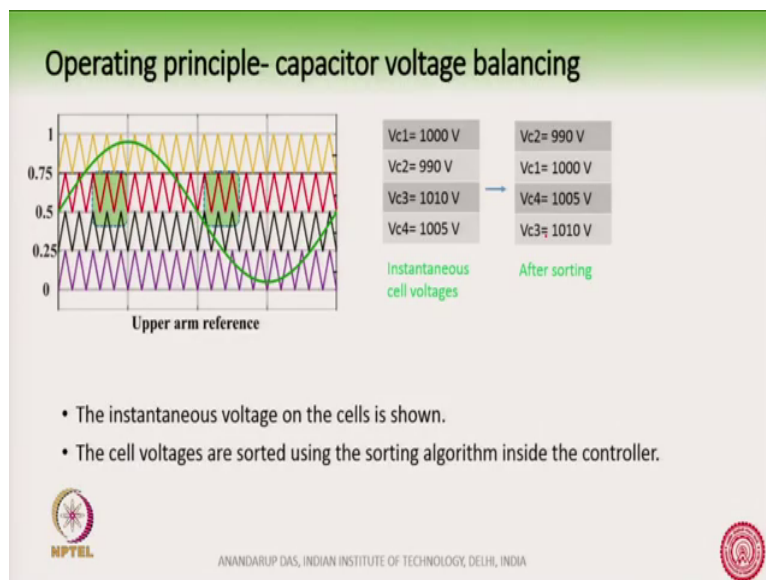 Operating principle- capacitor voltage balancing
1
0.75
0.5
0.25
0
Upper arm reference
Vc1= 1000 V
Vc2= 990 V
Vc3= 1010 V
Vc4= 1005 V
Instantaneous
cell voltages
Vc2= 990 V
Vc1= 1000 V
Vc4= 1005 V
Vc3= 1010 V
After sorting
• The instantaneous voltage on the cells is shown.
• The cell voltages are sorted using the sorting algorithm inside the controller.
NPTEL
ANANDARUP DAS, INDIAN INSTITUTE OF TECHNOLOGY, DELHI, INDIA